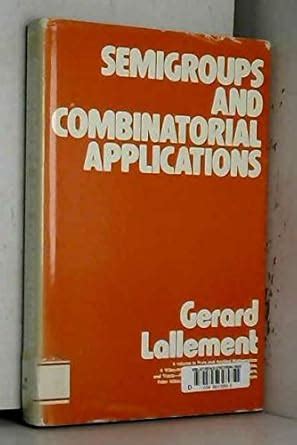 SEMIGROUPS
AND
COMBINATORIAL
APPLICATIONS
Gerard
Lallement